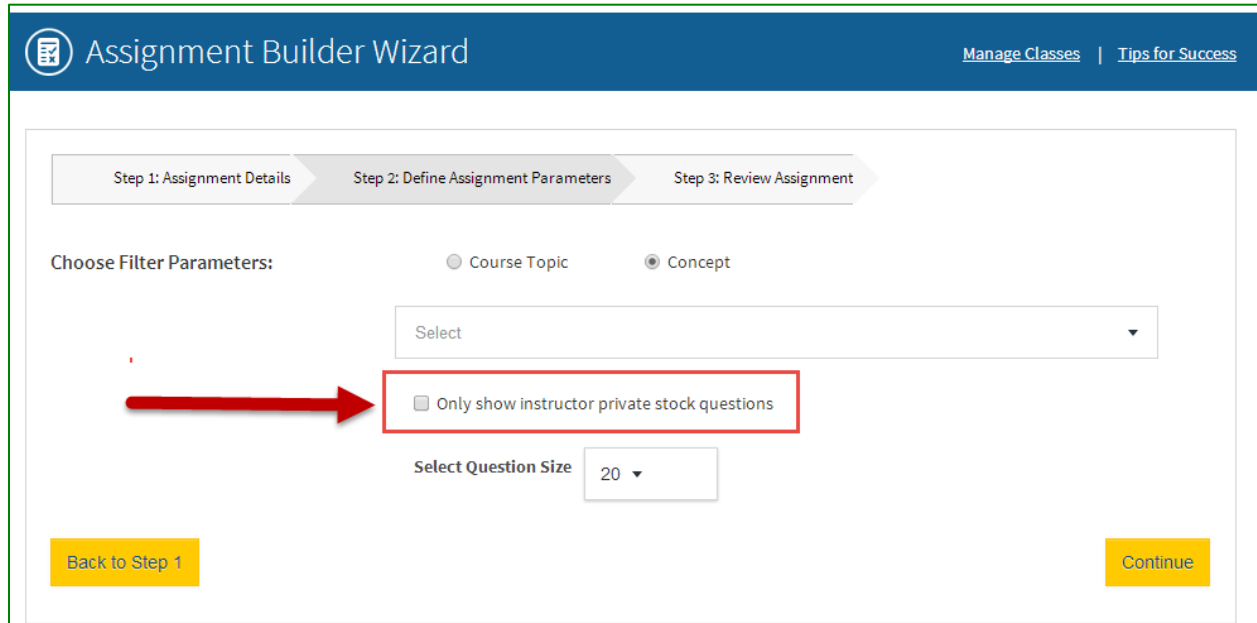 Assignment Builder Wizard
Manage Classes | Tips for Success
Step 1: Assignment Details Step 2: Define Assignment Parameters Step 3: Review Assignment
Choose Filter Parameters: Course Topic Concept
Select
Only show instructor private stock questions
Select Question Size 20
Back to Step 1 Continue